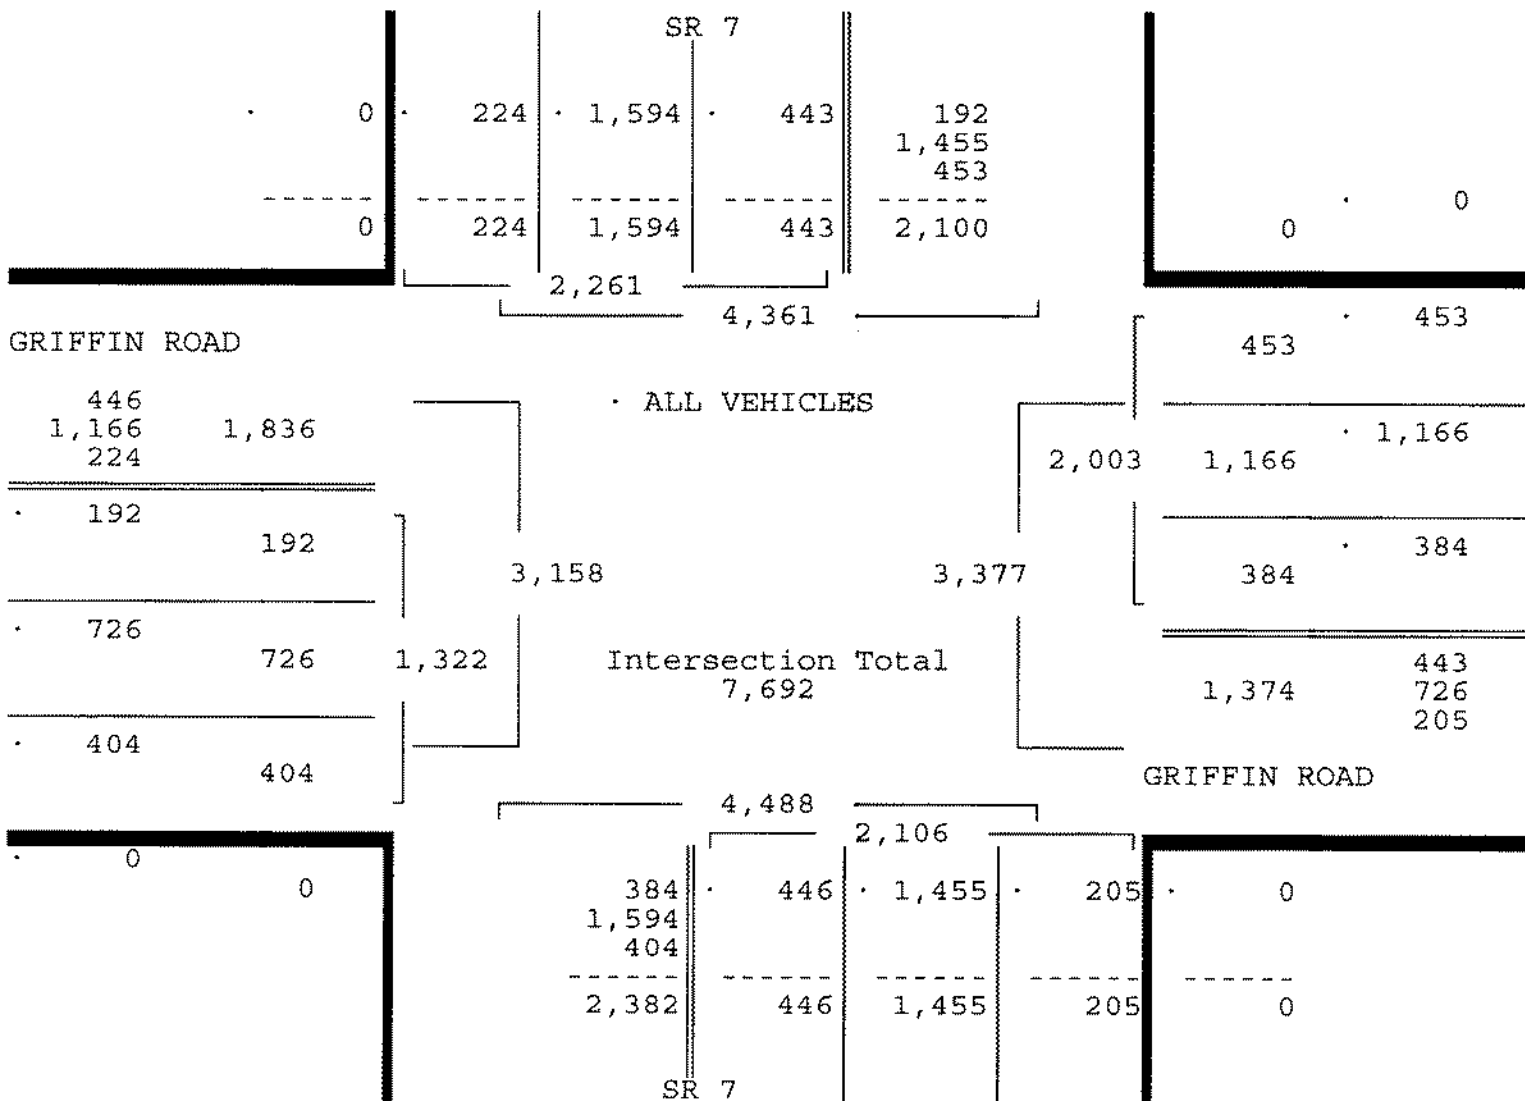 SR 7
0 224 1,594 443 192
1,455
453
0
0 224 1,594 443 2,100 0
2,261
4,361
453
GRIFFIN ROAD
453
446 ALL VEHICLES
1,166 1,836 1,166
224 2,003 1,166
192
192 384
3,158 3,377 384
726
726 1,322 Intersection Total 443
7,692 1,374 726
205
404
404 GRIFFIN ROAD
4,488
2,106
0
0 384 446 1,455 205 0
1,594
404
2,382 446 1,455 205 0
SR 7